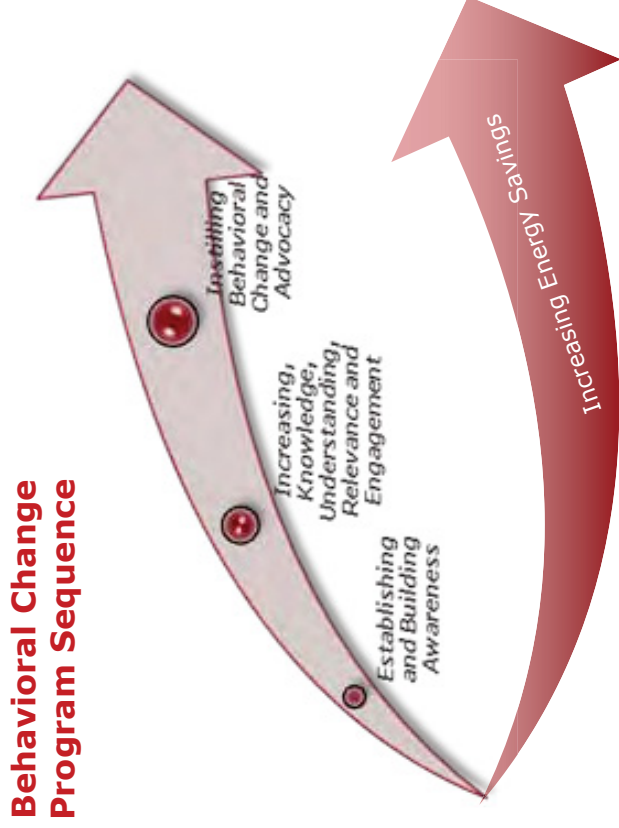 Behavioral Change
Program Sequence
Establishing
and Building
Awareness
Increasing,
Knowledge,
Understanding,
Relevance and
Engagement
Instilling
Behavioral
Change and
Advocacy
Increasing Energy Savings